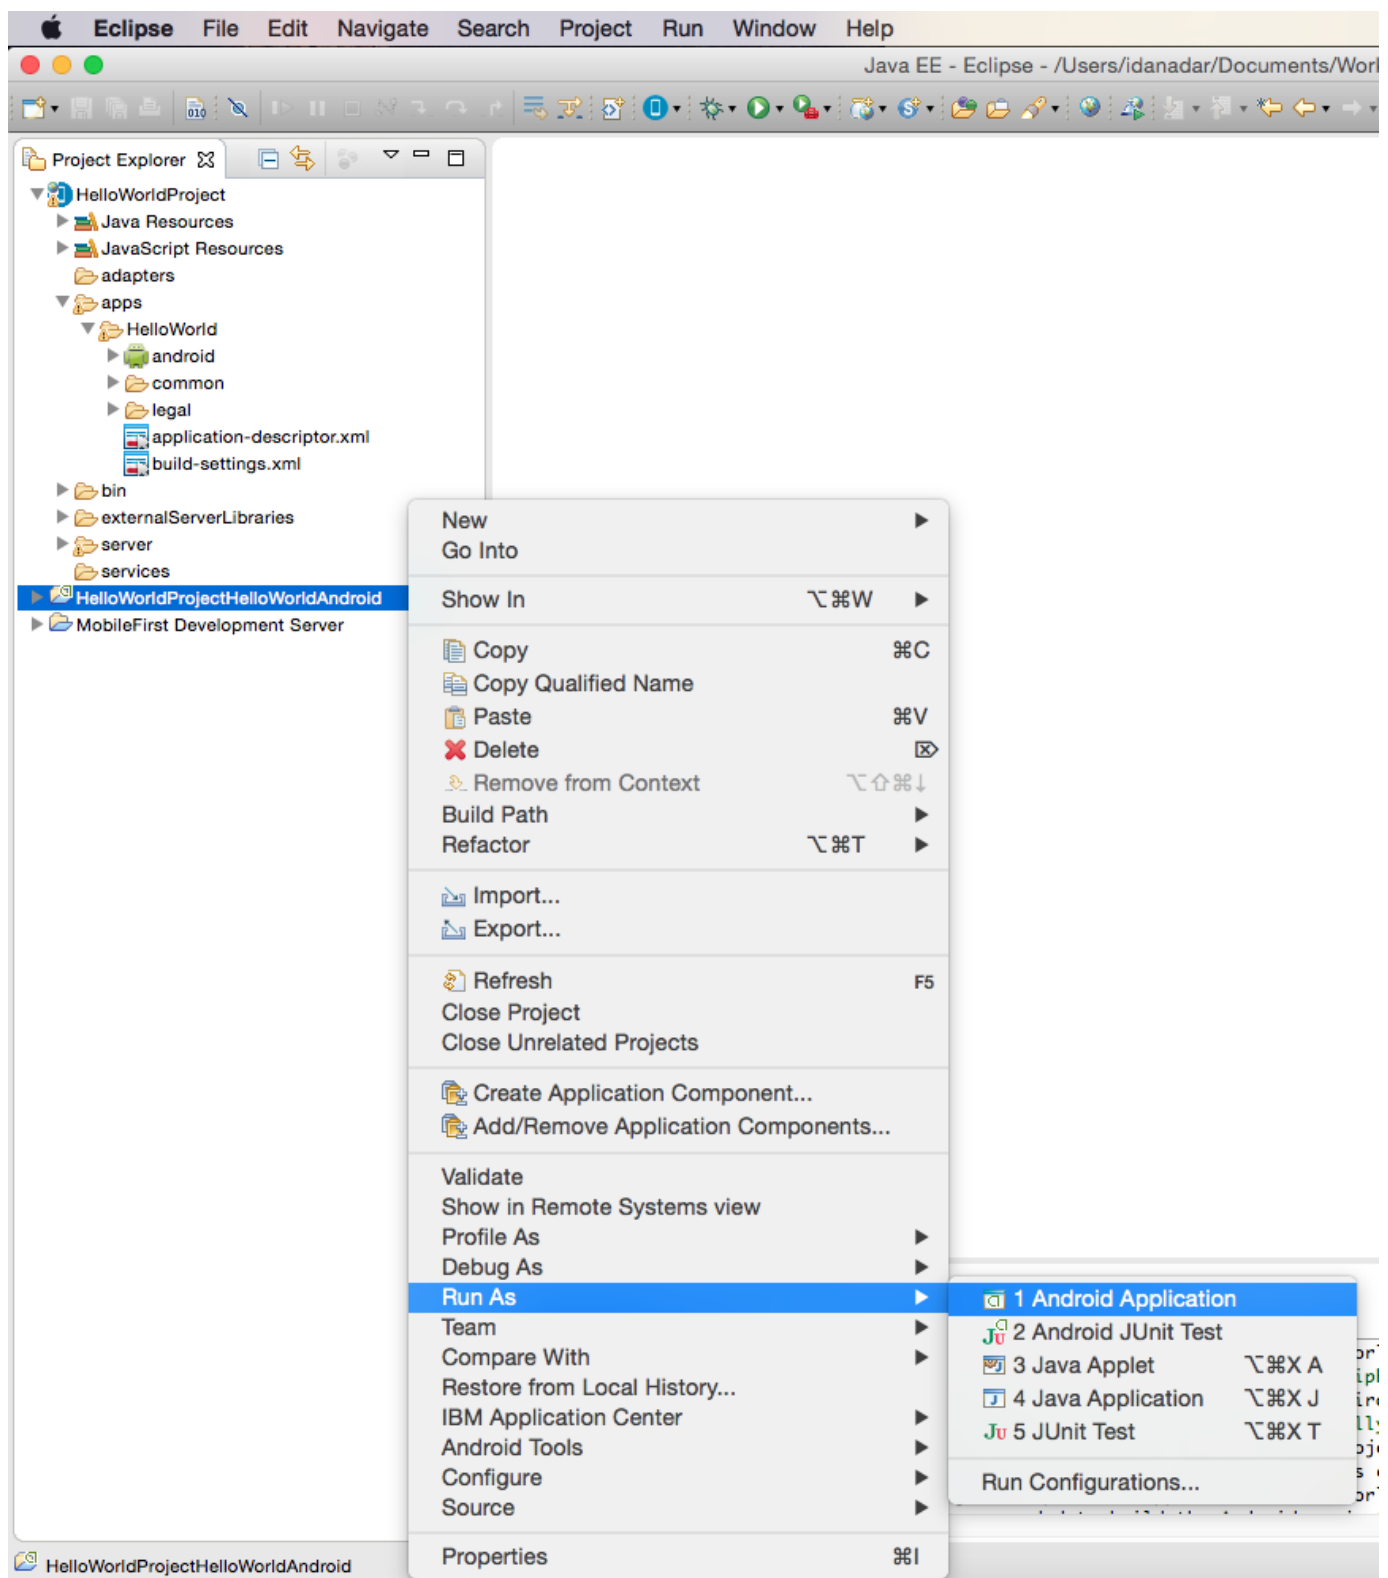 Eclipse File Edit Navigate Search Project Run Window Help
Java EE - Eclipse - /Users/idanadar/Documents/
Project Explorer
HelloWorldProject
Java Resources
JavaScript Resources
adapters
apps
HelloWorld
android
common
legal
application-descriptor.xml
build-settings.xml
bin
externalServerLibraries
server
services
HelloWorldProjectHelloWorldAndroid
MobileFirst Development Server
New
Go Into
Show In ⌥⌘W
Copy ⌘C
Copy Qualified Name
Paste ⌘V
Delete ⌦
Remove from Context ⌥⇧⌘↓
Build Path
Refactor ⌥⌘T
Import...
Export...
Refresh F5
Close Project
Close Unrelated Projects
Create Application Component...
Add/Remove Application Components...
Validate
Show in Remote Systems view
Profile As
Debug As
Run As
Team
Compare With
Restore from Local History...
IBM Application Center
Android Tools
Configure
Source
Properties ⌘I
1 Android Application
2 Android JUnit Test
3 Java Applet ⌥⌘X A
4 Java Application ⌥⌘X J
5 JUnit Test ⌥⌘X T
Run Configurations...
HelloWorldProjectHelloWorldAndroid